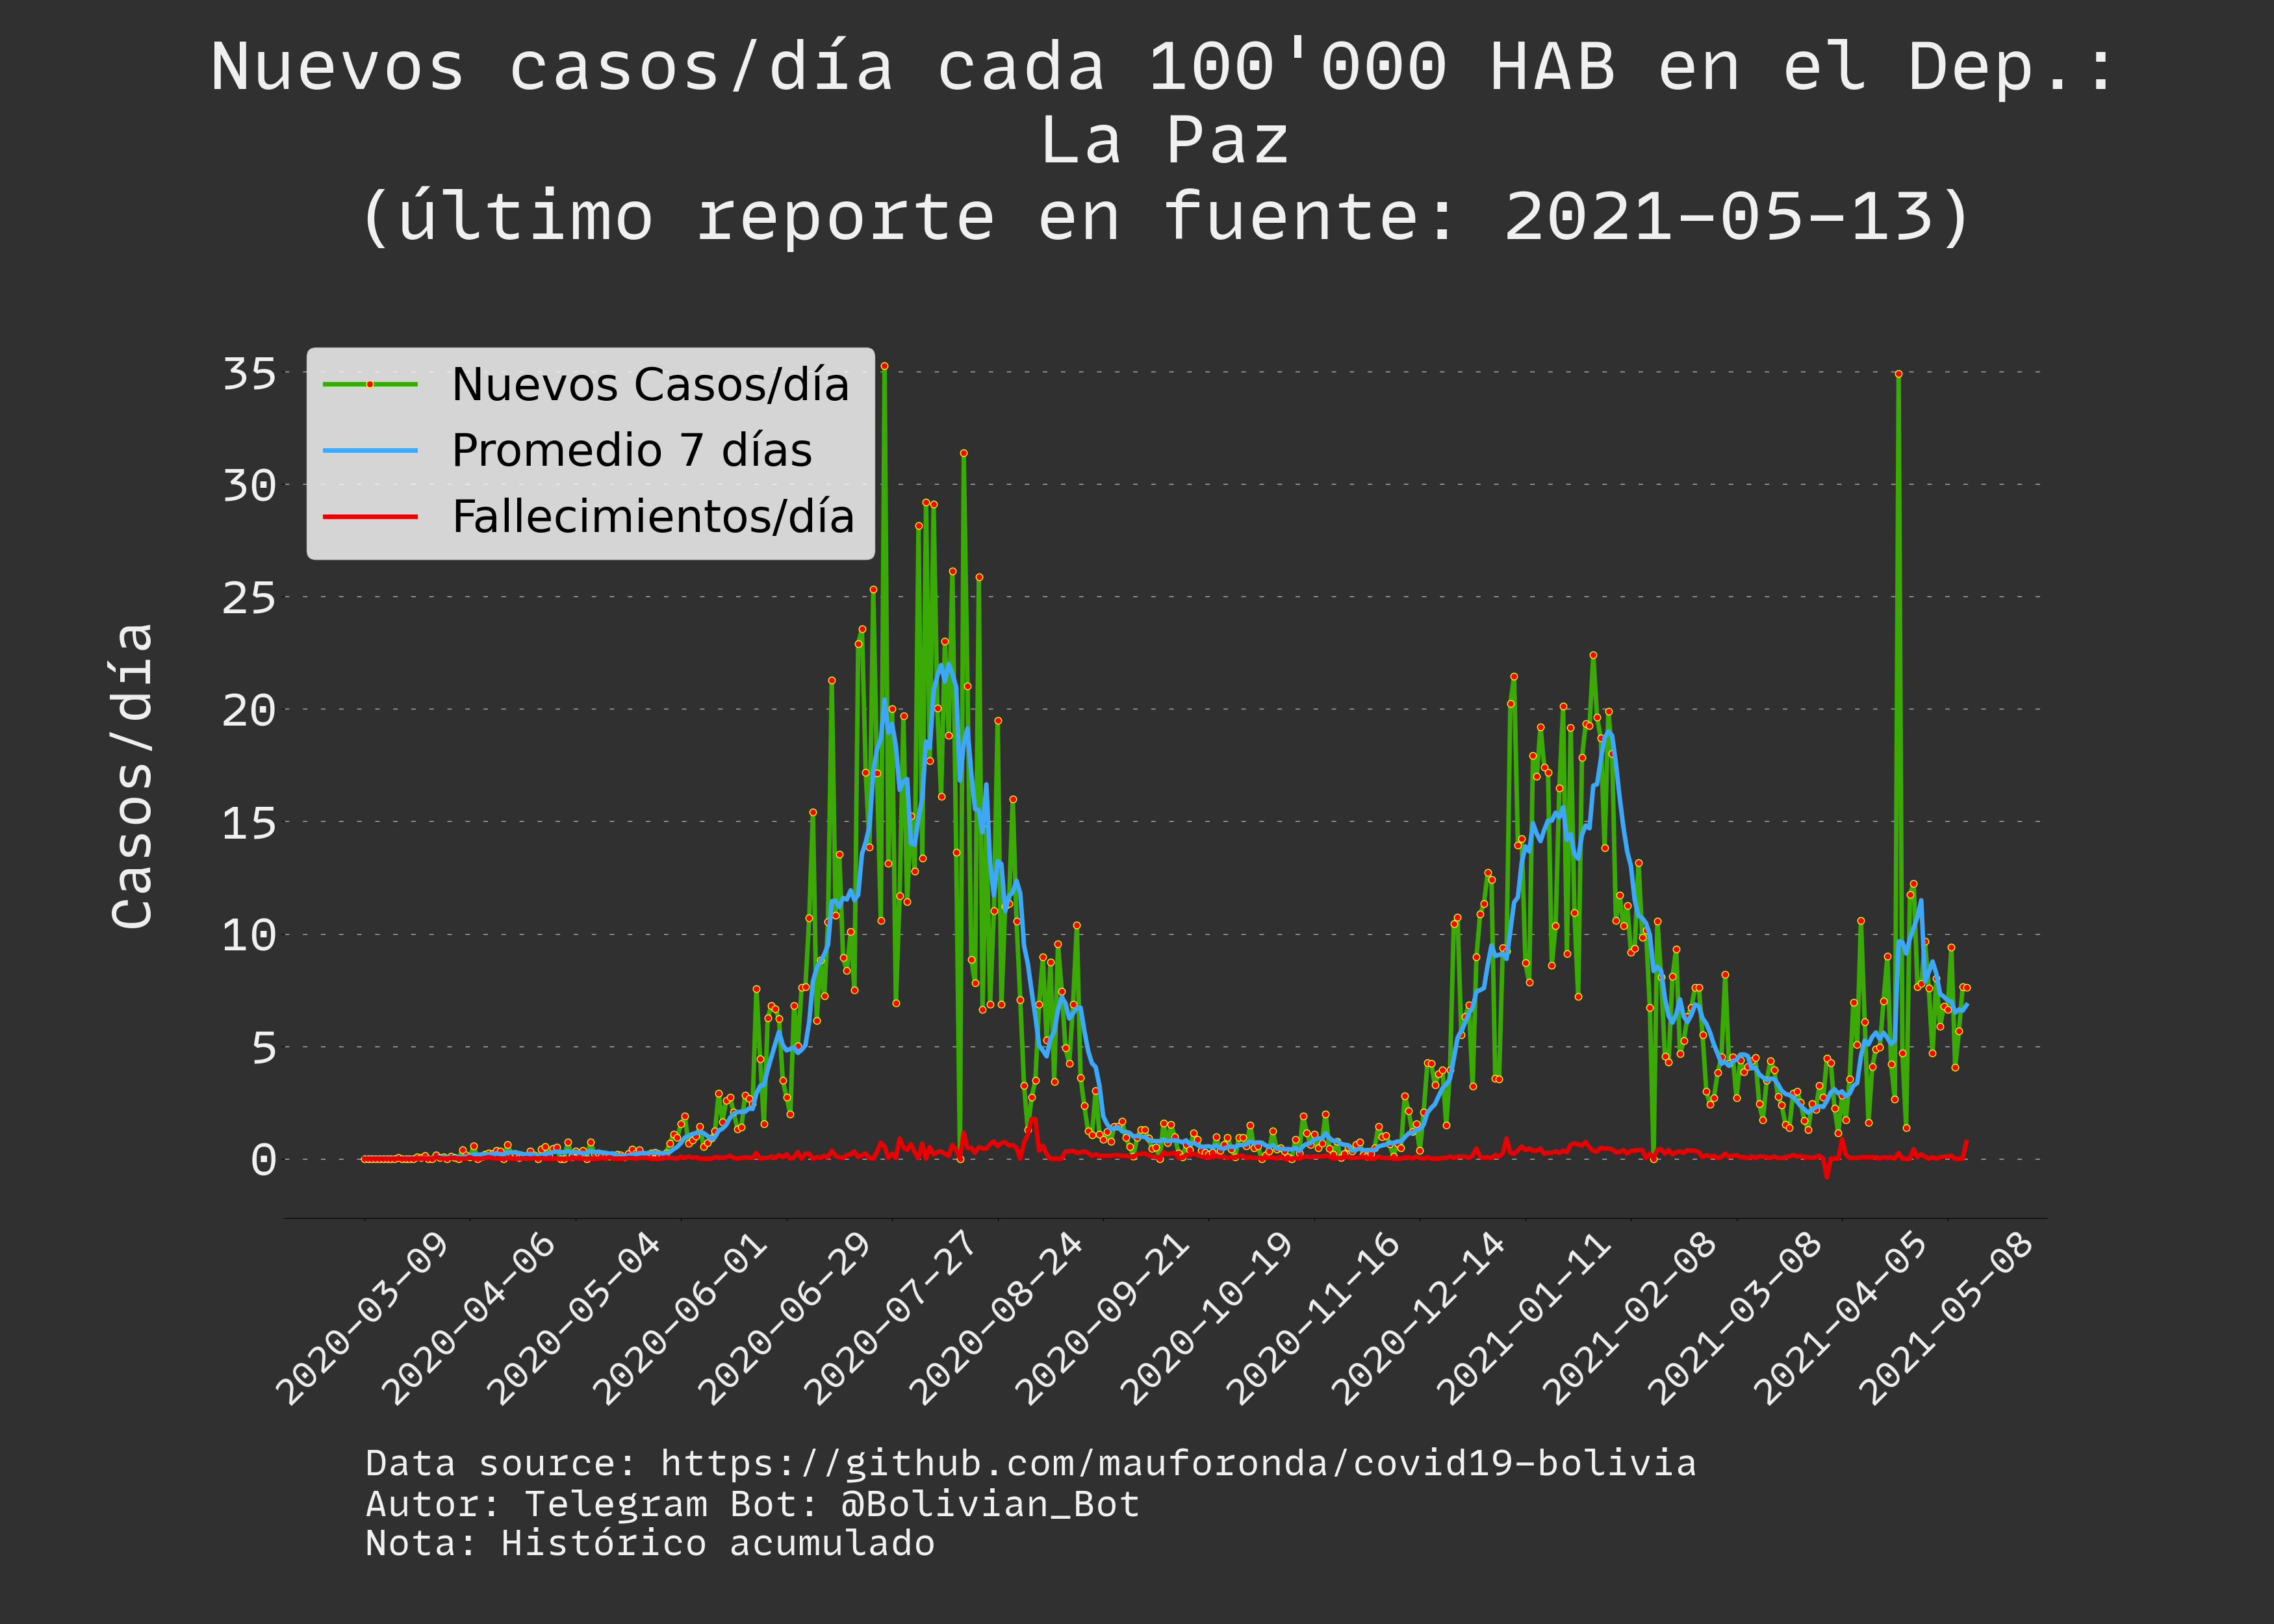 Nuevos casos/día cada 100'000 HAB en el Dep.:
La Paz
(último reporte en fuente: 2021-05-13)
Nuevos Casos/día
Promedio 7 días
Fallecimientos/día
Casos/día
35
30
25
20
15
10
5
0
2020-03-09
2020-04-06
2020-05-04
2020-06-01
2020-06-29
2020-07-27
2020-08-24
2020-09-21
2020-10-19
2020-11-16
2020-12-14
2021-01-11
2021-02-08
2021-03-08
2021-04-05
2021-05-08
Data source: https://github.com/mauforonda/covid19-bolivia
Autor: Telegram Bot: @Bolivian_Bot
Nota: Histórico acumulado